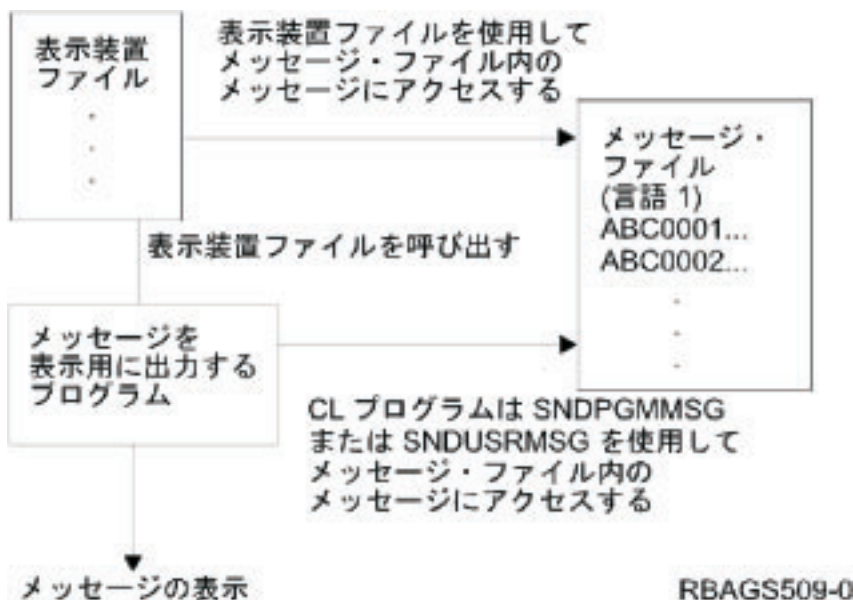 表示装置
ファイル
.
.
.
表示装置ファイルを使用して
メッセージ・ファイル内の
メッセージにアクセスする
メッセージ・
ファイル
(言語 1)
ABC0001...
ABC0002...
.
.
.
表示装置ファイルを呼び出す
メッセージを
表示用に出力する
プログラム
CL プログラムは SNDPGMMSG
または SNDUSRMSG を使用して
メッセージ・ファイル内の
メッセージにアクセスする
メッセージの表示
RBAGS509-0